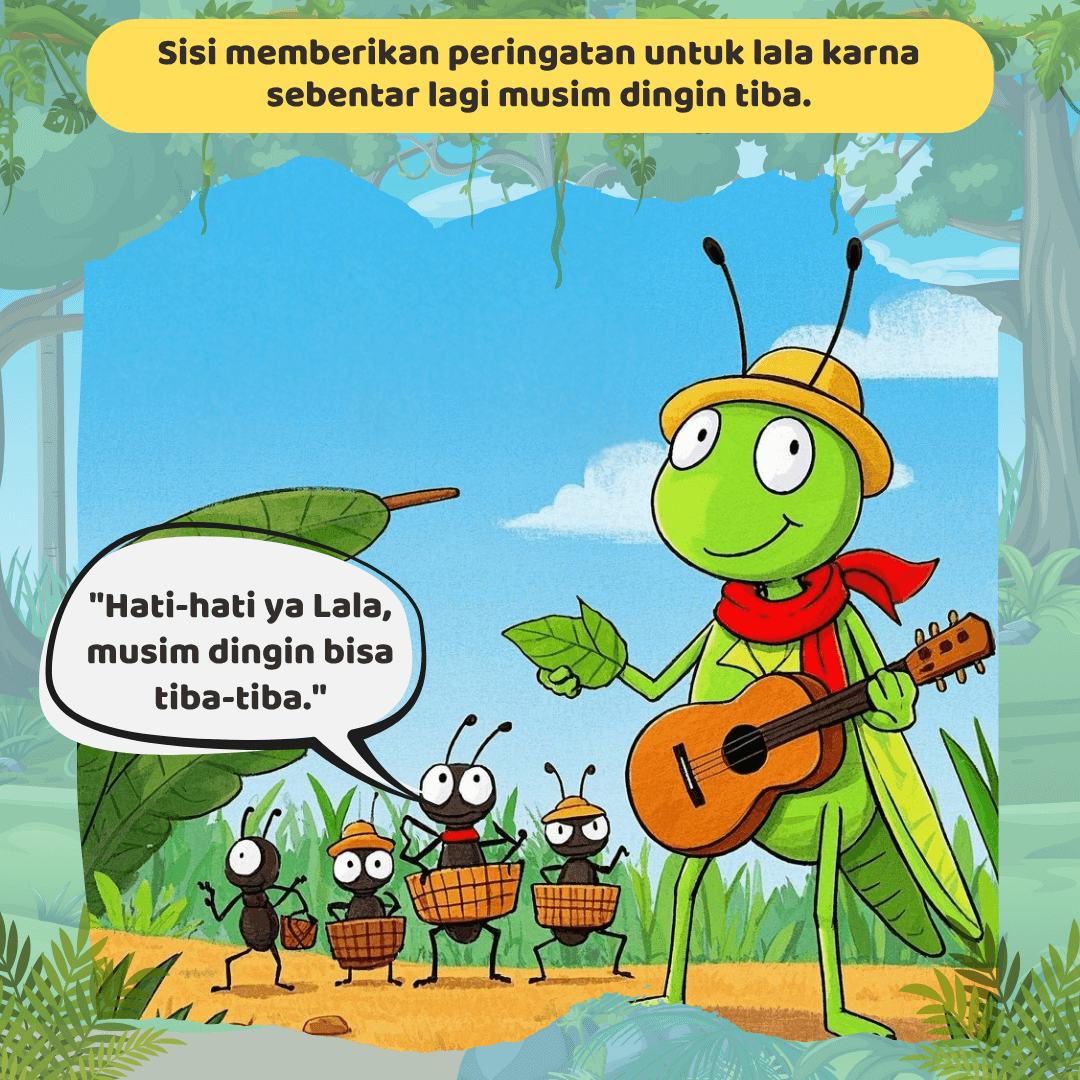 Sisi memberikan peringatan untuk lala karna
sebentar lagi musim dingin tiba.
"Hati-hati ya Lala,
musim dingin bisa
tiba-tiba."